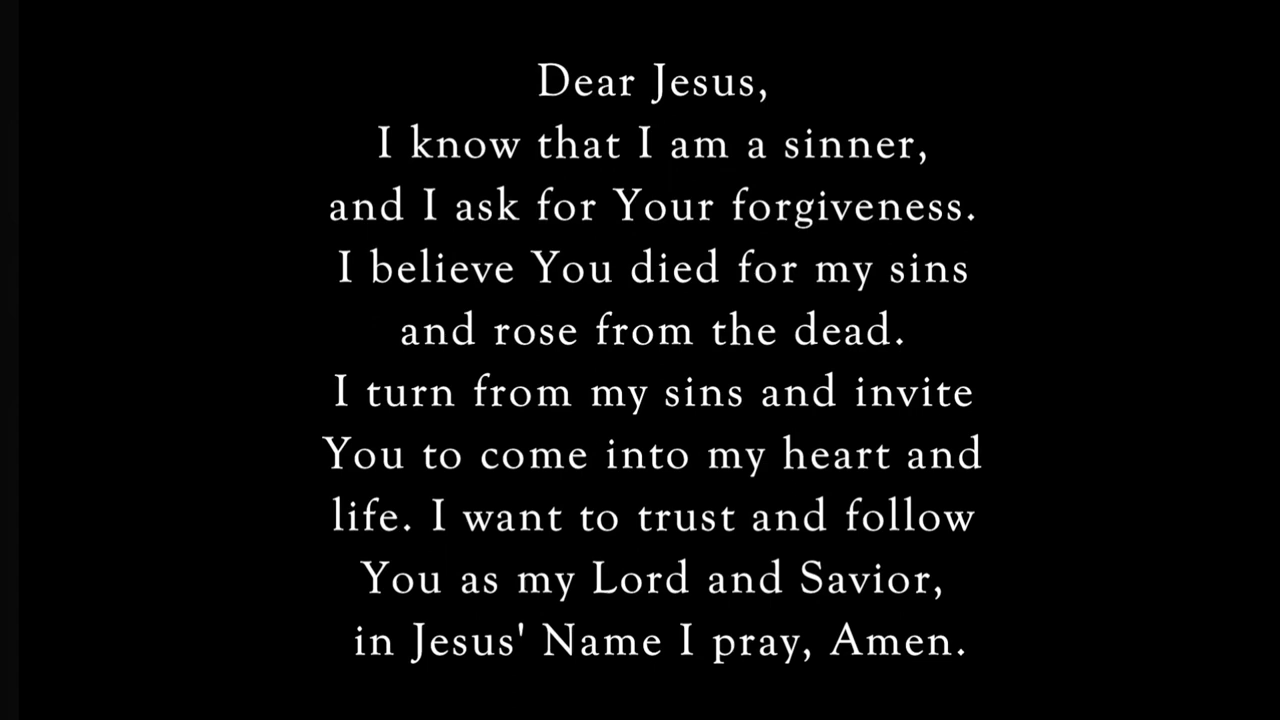 Dear Jesus,
I know that I am a sinner,
and I ask for Your forgiveness.
I believe You died for my sins
and rose from the dead.
I turn from my sins and invite
You to come into my heart and
life. I want to trust and follow
You as my Lord and Savior,
in Jesus' Name I pray, Amen.